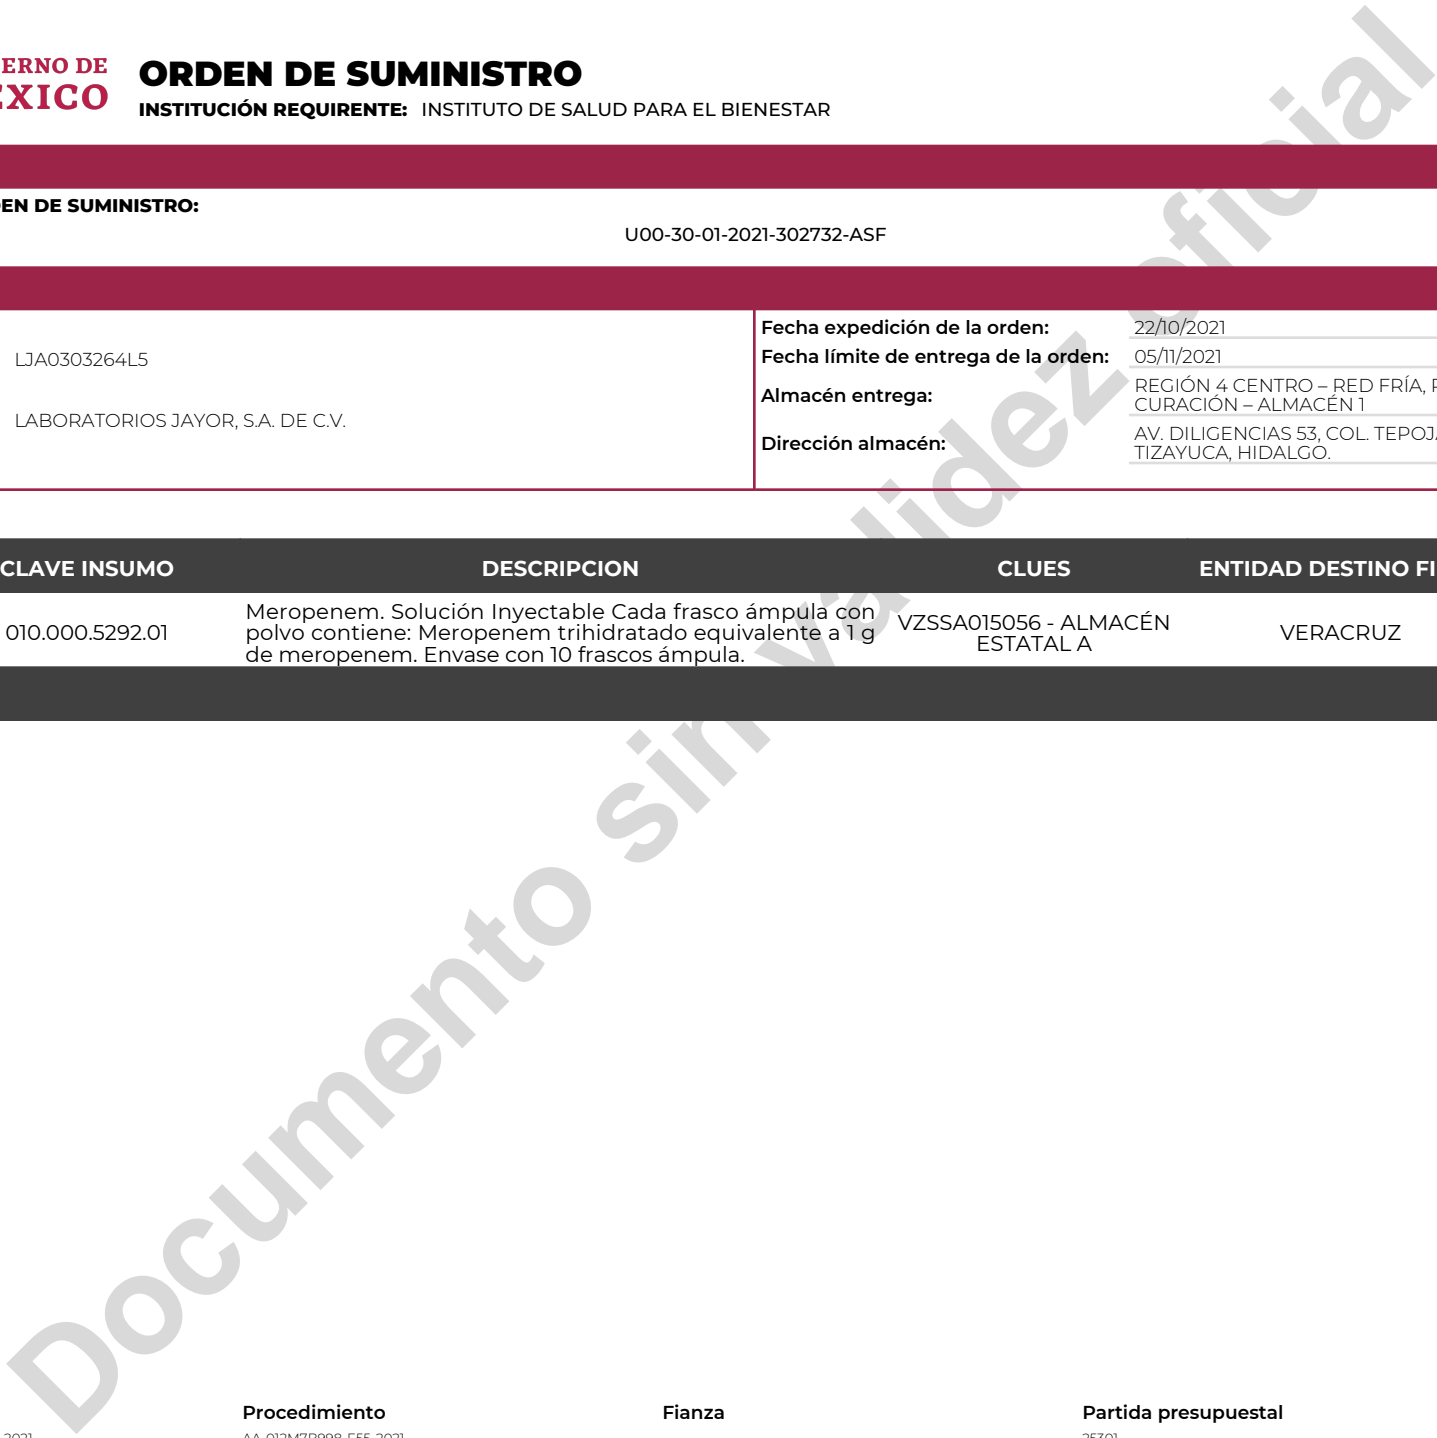 ERNO DE
EXICO
ORDEN DE SUMINISTRO
INSTITUCIÓN REQUIRENTE: INSTITUTO DE SALUD PARA EL BIENESTAR
EN DE SUMINISTRO:
U00-30-01-2021-302732-ASF
LJA0303264L5
LABORATORIOS JAYOR, S.A. DE C.V.
Fecha expedición de la orden: 22/10/2021
Fecha límite de entrega de la orden: 05/11/2021
Almacén entrega: REGIÓN 4 CENTRO – RED FRÍA,
CURACIÓN – ALMACÉN 1
Dirección almacén: AV. DILIGENCIAS 53, COL. TEPOJA
TIZAYUCA, HIDALGO.
CLAVE INSUMO DESCRIPCION CLUES ENTIDAD DESTINO FI
010.000.5292.01
Meropenem. Solución Inyectable Cada frasco ámpula con
polvo contiene: Meropenem trihidratado equivalente a 1 g
de meropenem. Envase con 10 frascos ámpula.
VZSSA015056 - ALMACÉN
ESTATAL A
VERACRUZ
Documento sin validez oficial
Procedimiento Fianza Partida presupuestal